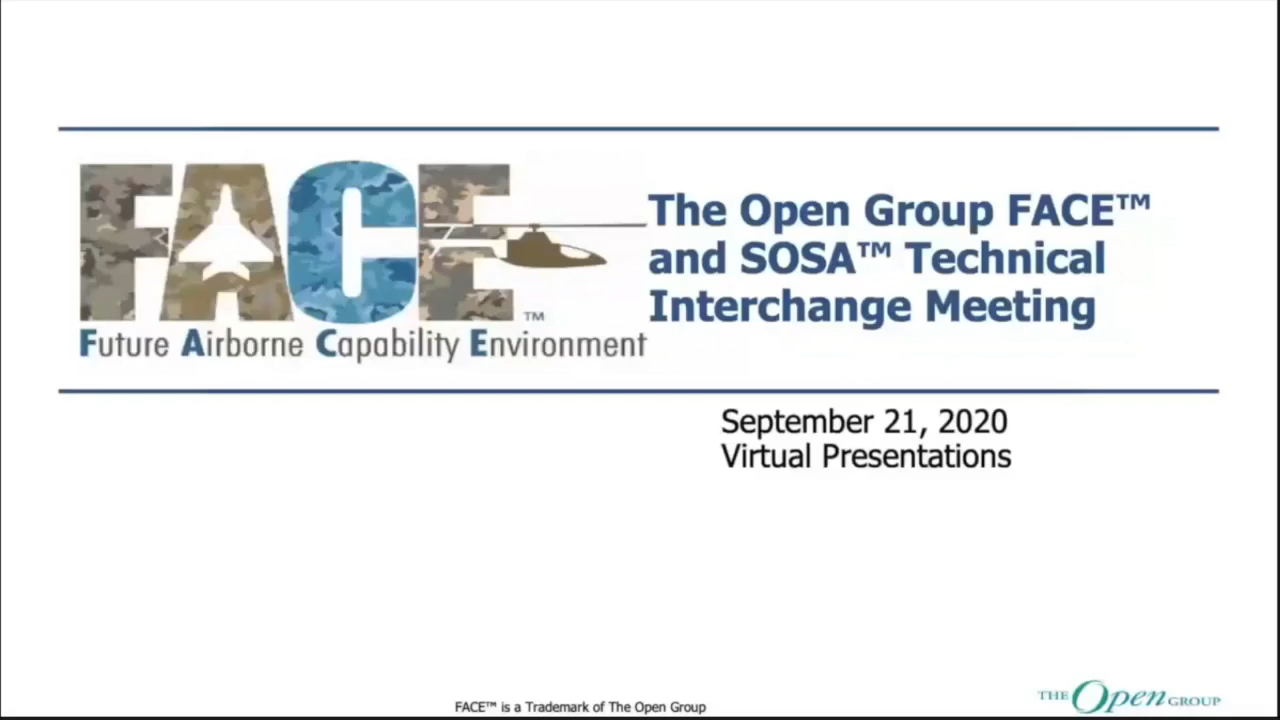 FACE
TM
Future Airborne Capability Environment
The Open Group FACE™
and SOSA™ Technical
Interchange Meeting
September 21, 2020
Virtual Presentations
FACE™ is a Trademark of The Open Group
THE Open GROUP